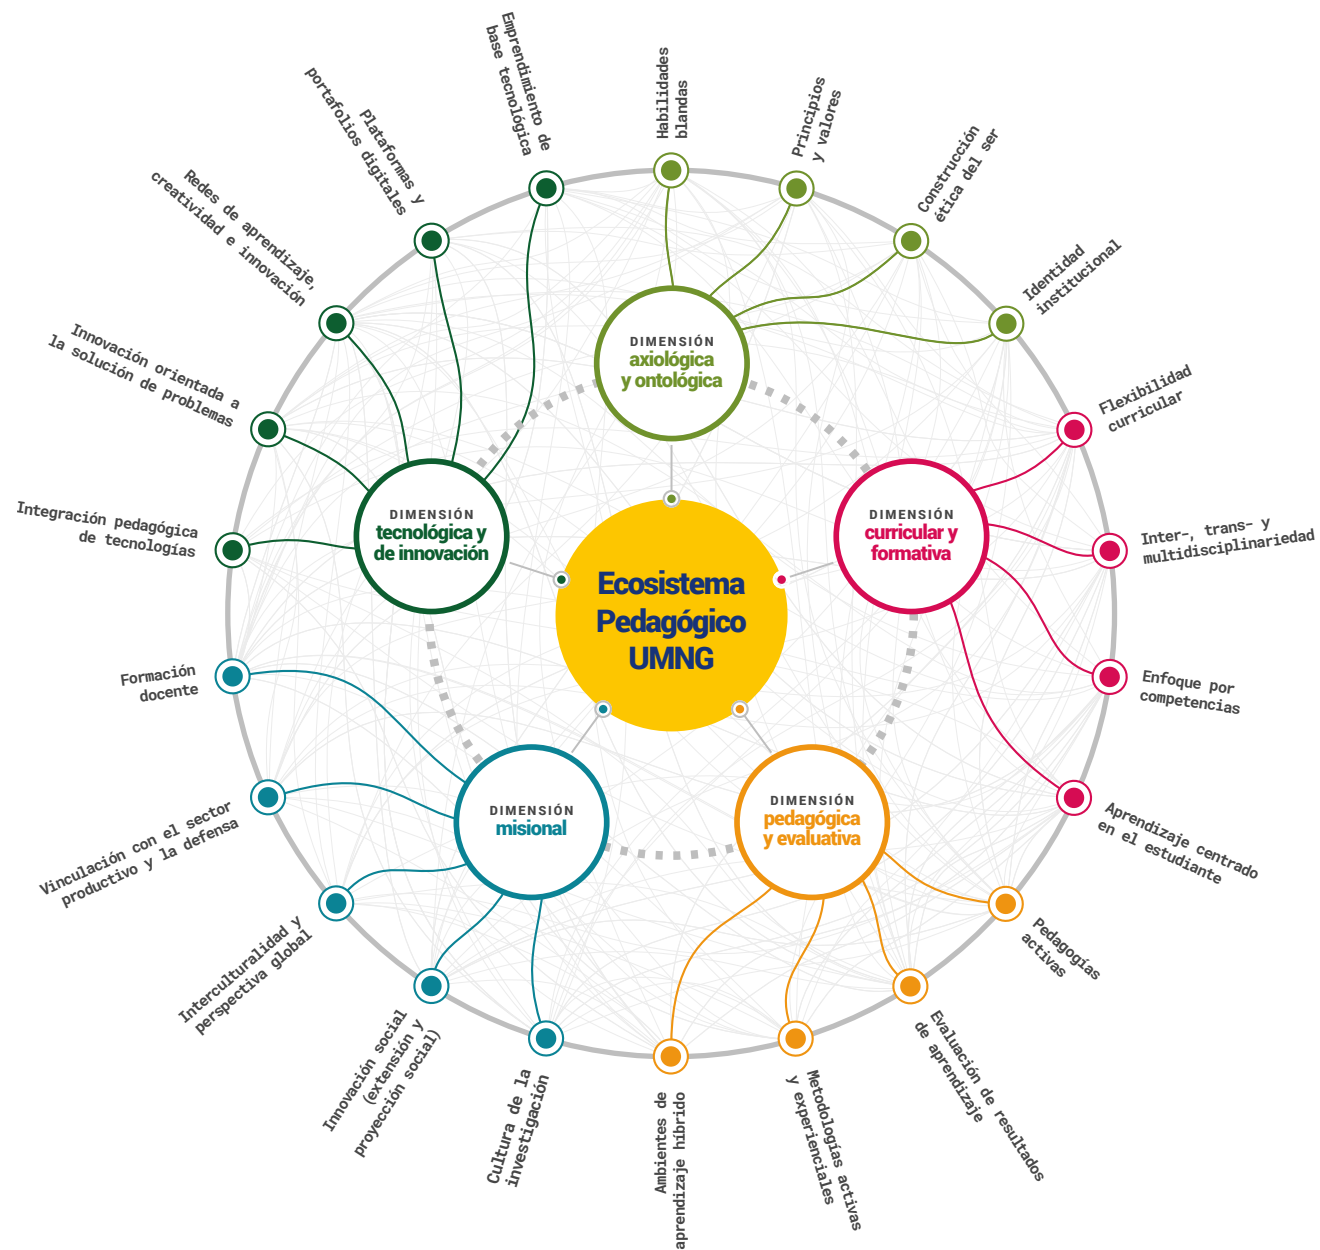 Ecosistema
Pedagógico
UMNG
DIMENSIÓN
axiológica
y ontológica
Habilidades
blandas
Principios
y valores
Construcción
ética del ser
Identidad
institucional
DIMENSIÓN
curricular y
formativa
Flexibilidad
curricular
Inter-, trans- y
multidisciplinariedad
Enfoque por
competencias
Aprendizaje centrado
en el estudiante
DIMENSIÓN
pedagógica
y evaluativa
Pedagogías
activas
Evaluación de resultados
de aprendizaje
Metodologías activas
y experienciales
Ambientes de
aprendizaje híbrido
DIMENSIÓN
misional
Cultura de la
investigación
Innovación social
(extensión y
proyección social)
Interculturalidad y
perspectiva global
Vinculación con el sector
productivo y la defensa
Formación
docente
DIMENSIÓN
tecnológica y
de innovación
Integración pedagógica
de tecnologías
Innovación orientada a
la solución de problemas
Redes de aprendizaje,
creatividad e innovación
Plataformas y
portafolios digitales
Emprendimiento de
base tecnológica